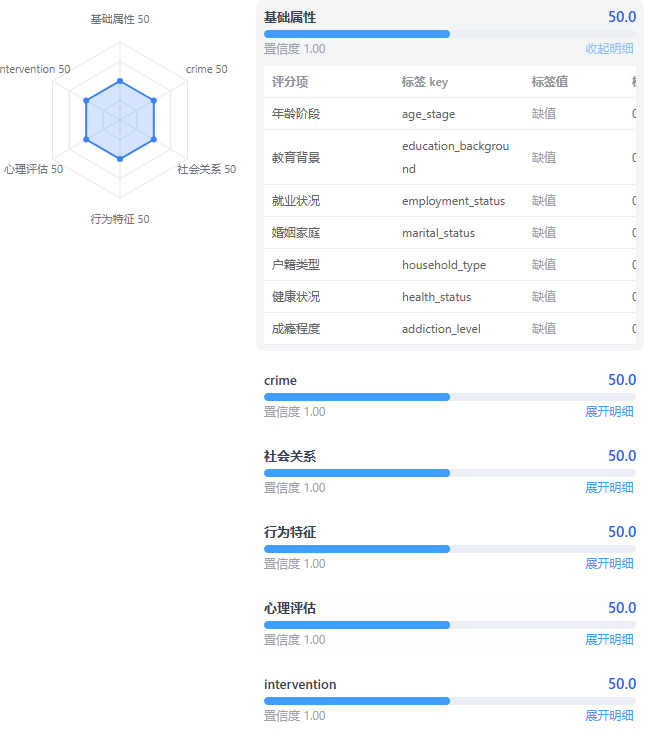 基础属性 50
ntervention 50
crime 50
心理评估 50
社会关系 50
行为特征 50
基础属性 50.0
置信度 1.00 收起明细
评分项 标签 key 标签值
年龄阶段 age_stage 缺值
教育背景 education_backgrou
nd 缺值
就业状况 employment_status 缺值
婚姻家庭 marital_status 缺值
户籍类型 household_type 缺值
健康状况 health_status 缺值
成瘾程度 addiction_level 缺值
crime 50.0
置信度 1.00 展开明细
社会关系 50.0
置信度 1.00 展开明细
行为特征 50.0
置信度 1.00 展开明细
心理评估 50.0
置信度 1.00 展开明细
intervention 50.0
置信度 1.00 展开明细